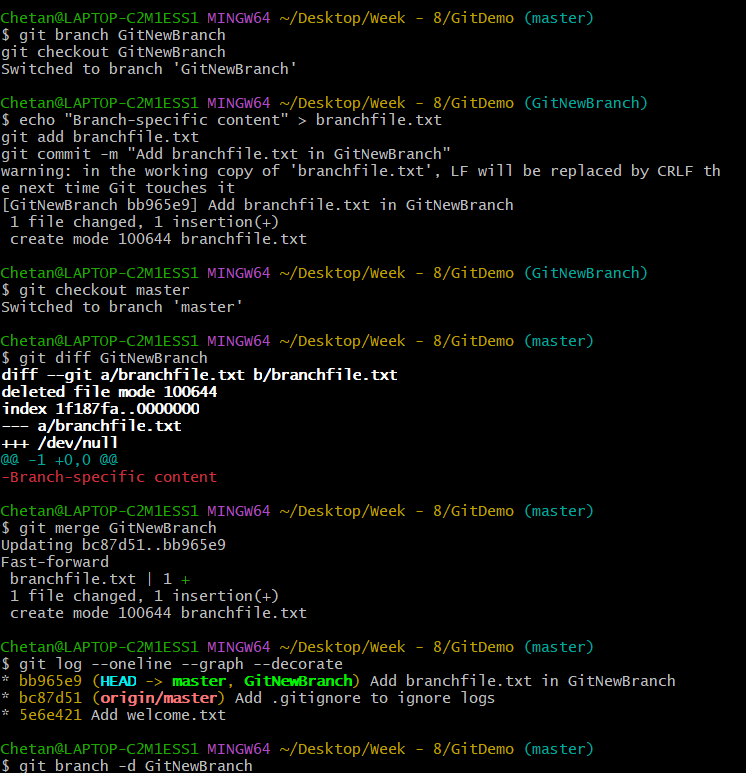 Chetan@LAPTOP-C2M1ESS1 MINGW64 ~/Desktop/Week - 8/GitDemo (master)
$ git branch GitNewBranch
git checkout GitNewBranch
Switched to branch 'GitNewBranch'
Chetan@LAPTOP-C2M1ESS1 MINGW64 ~/Desktop/Week - 8/GitDemo (GitNewBranch)
$ echo "Branch-specific content" > branchfile.txt
git add branchfile.txt
git commit -m "Add branchfile.txt in GitNewBranch"
warning: in the working copy of 'branchfile.txt', LF will be replaced by CRLF th
e next time Git touches it
[GitNewBranch bb965e9] Add branchfile.txt in GitNewBranch
 1 file changed, 1 insertion(+)
 create mode 100644 branchfile.txt
Chetan@LAPTOP-C2M1ESS1 MINGW64 ~/Desktop/Week - 8/GitDemo (GitNewBranch)
$ git checkout master
Switched to branch 'master'
Chetan@LAPTOP-C2M1ESS1 MINGW64 ~/Desktop/Week - 8/GitDemo (master)
$ git diff GitNewBranch
diff --git a/branchfile.txt b/branchfile.txt
deleted file mode 100644
index 1f187fa..0000000
--- a/branchfile.txt
+++ /dev/null
@@ -1 +0,0 @@
-Branch-specific content
Chetan@LAPTOP-C2M1ESS1 MINGW64 ~/Desktop/Week - 8/GitDemo (master)
$ git merge GitNewBranch
Updating bc87d51..bb965e9
Fast-forward
 branchfile.txt | 1 +
 1 file changed, 1 insertion(+)
 create mode 100644 branchfile.txt
Chetan@LAPTOP-C2M1ESS1 MINGW64 ~/Desktop/Week - 8/GitDemo (master)
$ git log --oneline --graph --decorate
* bb965e9 (HEAD -> master, GitNewBranch) Add branchfile.txt in GitNewBranch
* bc87d51 (origin/master) Add .gitignore to ignore logs
* 5e6e421 Add welcome.txt
Chetan@LAPTOP-C2M1ESS1 MINGW64 ~/Desktop/Week - 8/GitDemo (master)
$ git branch -d GitNewBranch